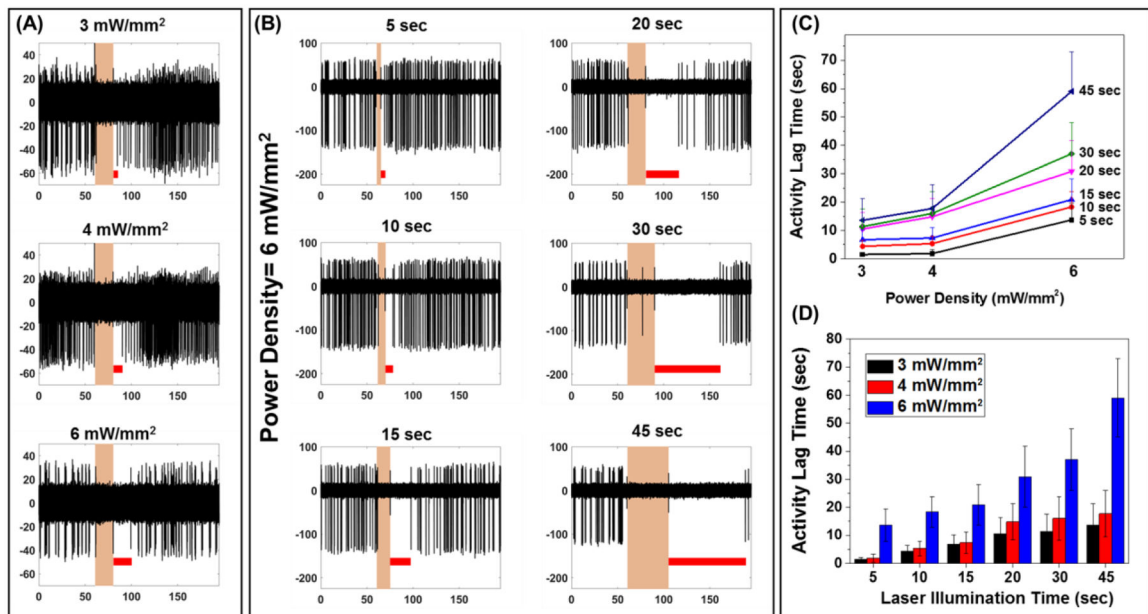 (A)
3 mW/mm²
40
20
0
-20
-40
-60
0 50 100 150
4 mW/mm²
40
20
0
-20
-40
-60
0 50 100 150
6 mW/mm²
60
40
20
0
-20
-40
-60
0 50 100 150
(B)
Power Density= 6 mW/mm²
5 sec
100
0
-100
-200
0 50 100 150
20 sec
100
0
-100
-200
0 50 100 150
10 sec
100
0
-100
-200
0 50 100 150
30 sec
100
0
-100
-200
0 50 100 150
15 sec
100
0
-100
-200
0 50 100 150
45 sec
100
0
-100
-200
0 50 100 150
(C)
Activity Lag Time (sec)
70
60
50
40
30
20
10
0
45 sec
30 sec
20 sec
15 sec
10 sec
5 sec
3 4 6
Power Density (mW/mm²)
(D)
Activity Lag Time (sec)
80
70
60
50
40
30
20
10
0
3 mW/mm²
4 mW/mm²
6 mW/mm²
5 10 15 20 30 45
Laser Illumination Time (sec)